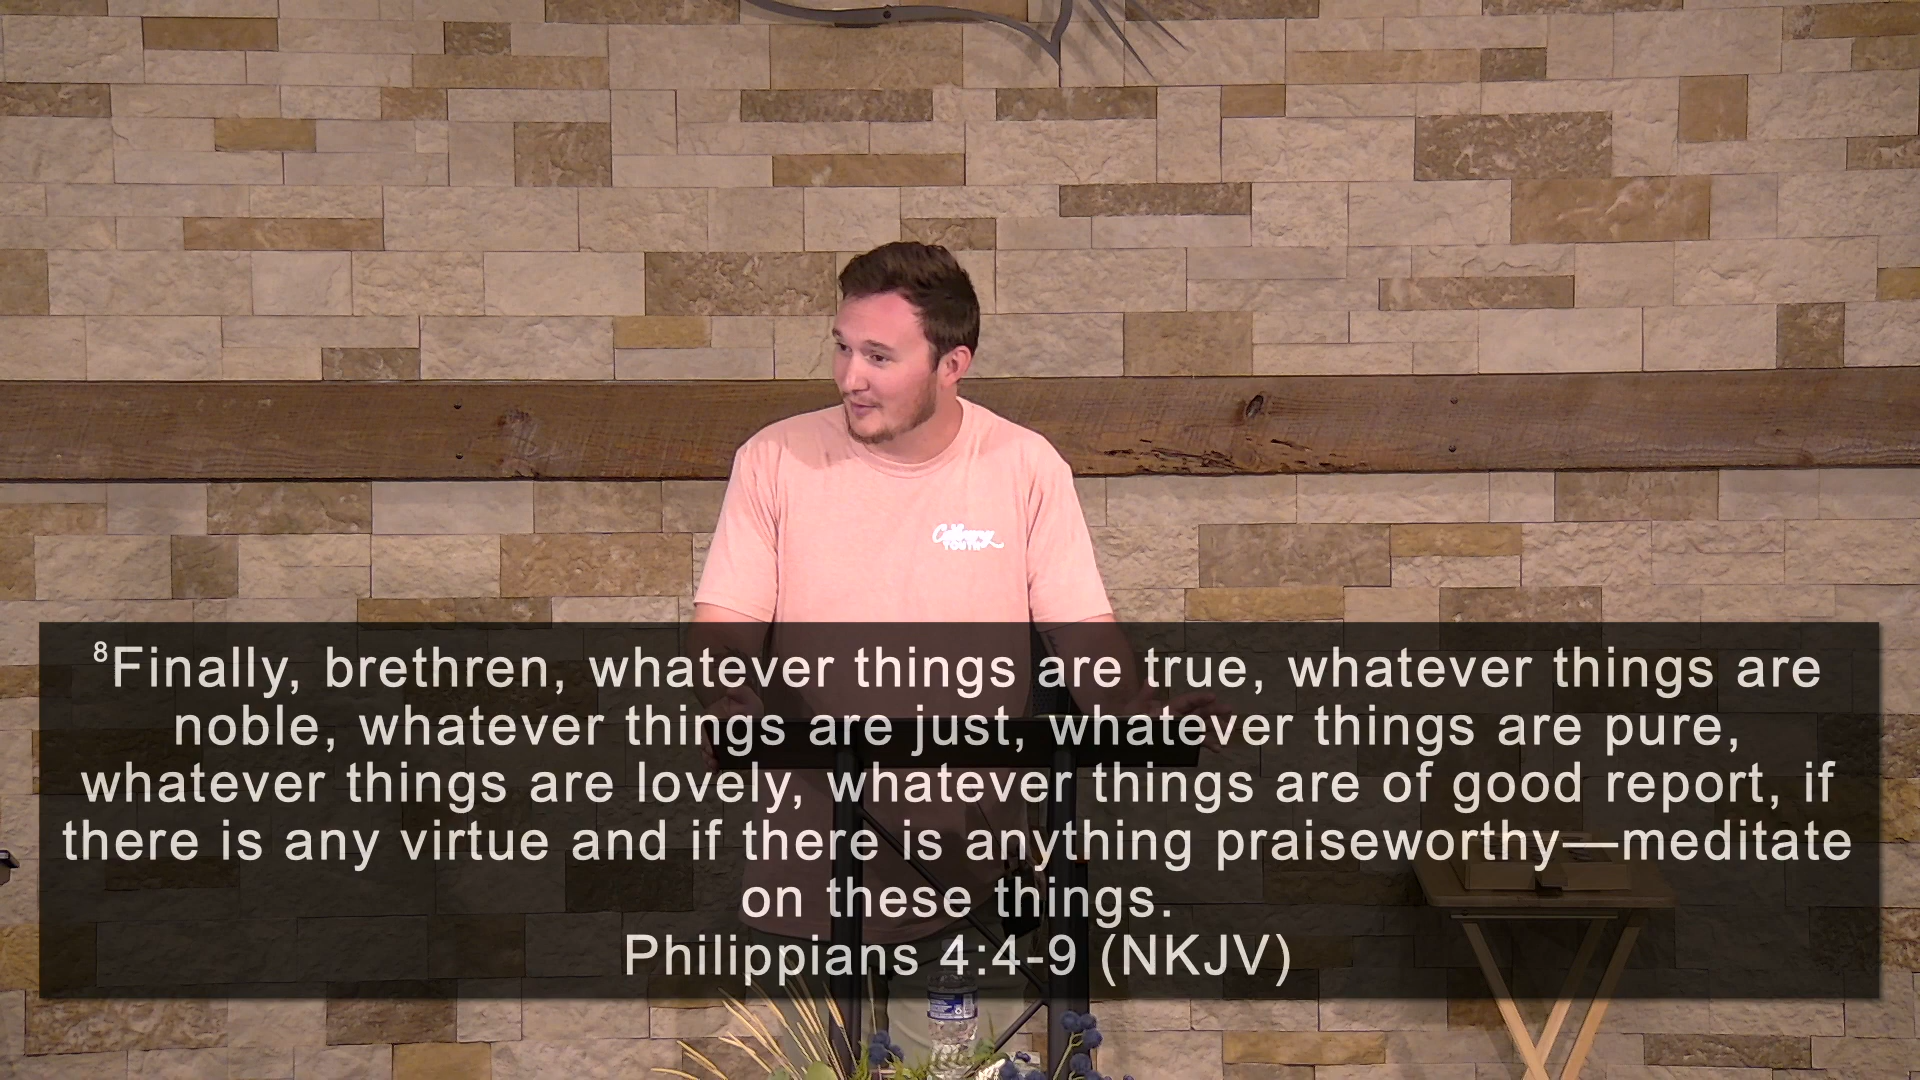 Calvary
YOUTH
⁸Finally, brethren, whatever things are true, whatever things are
noble, whatever things are just, whatever things are pure,
whatever things are lovely, whatever things are of good report, if
there is any virtue and if there is anything praiseworthy—meditate
on these things.
Philippians 4:4-9 (NKJV)